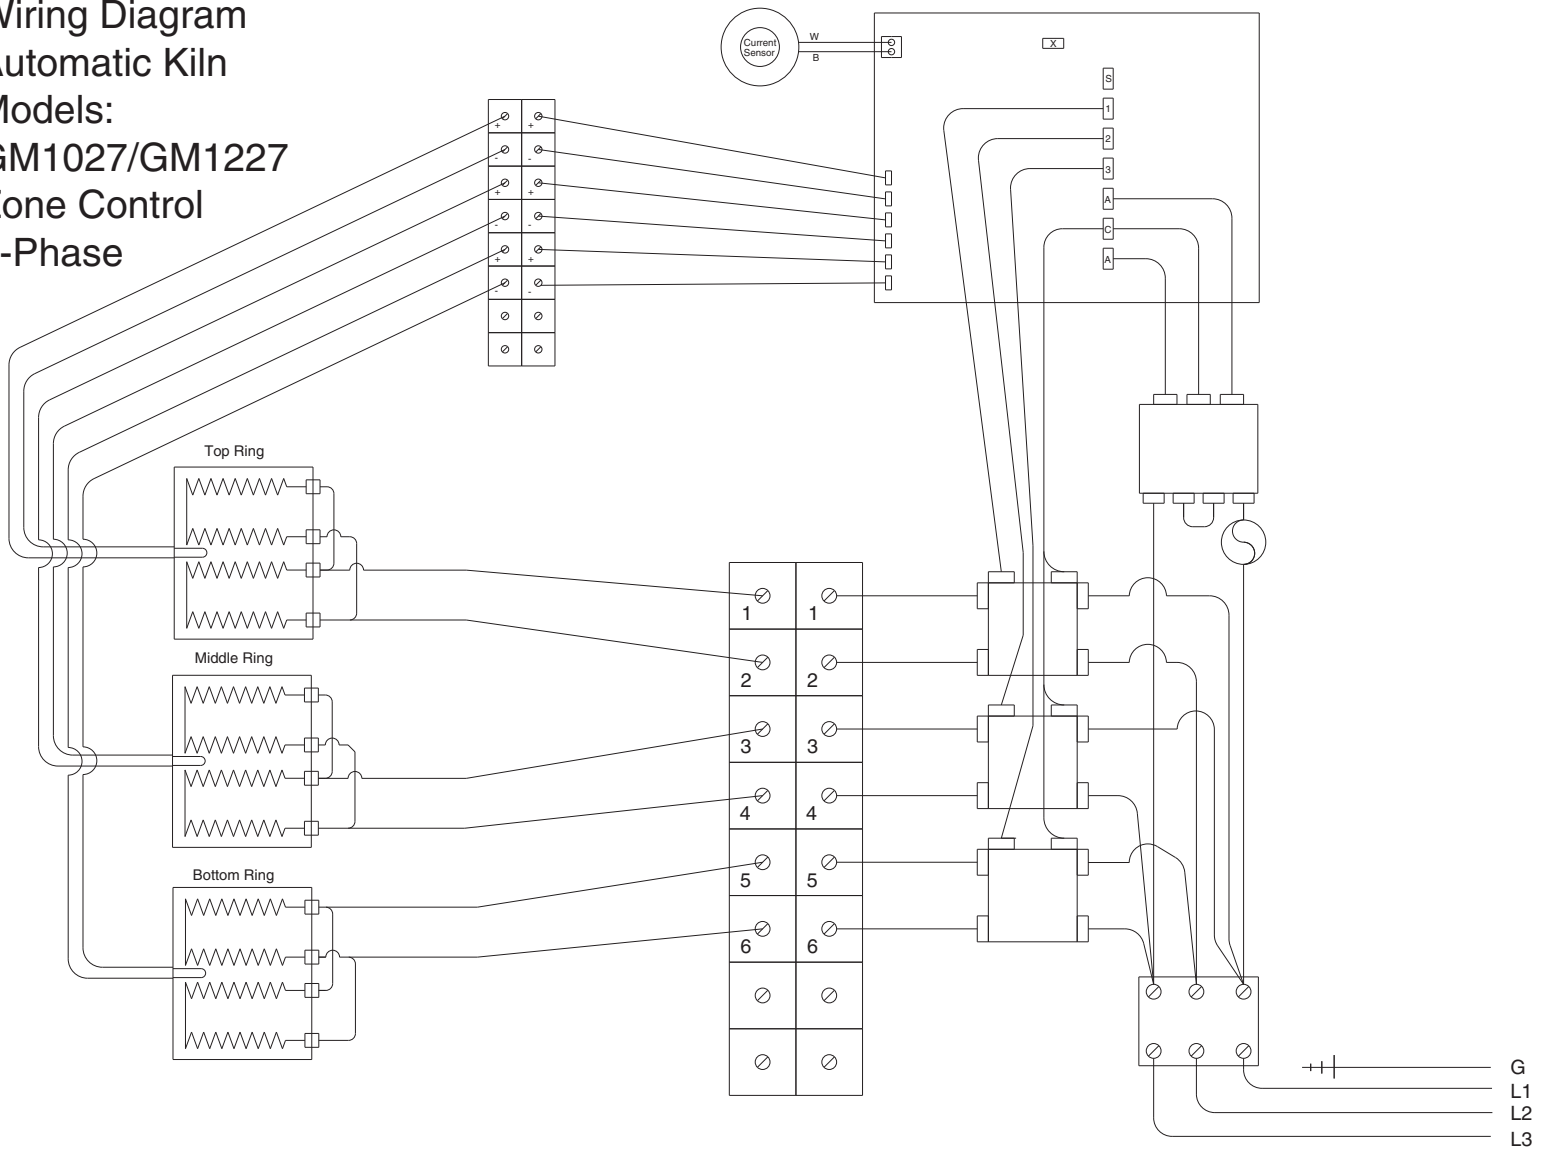 Wiring Diagram
Automatic Kiln
Models:
GM1027/GM1227
Zone Control
-Phase
Current
Sensor
W
B
X
S
1
2
3
A
C
A
+ +
- -
+ +
- -
+ +
- -
Top Ring
Middle Ring
Bottom Ring
1 1
2 2
3 3
4 4
5 5
6 6
G
L1
L2
L3